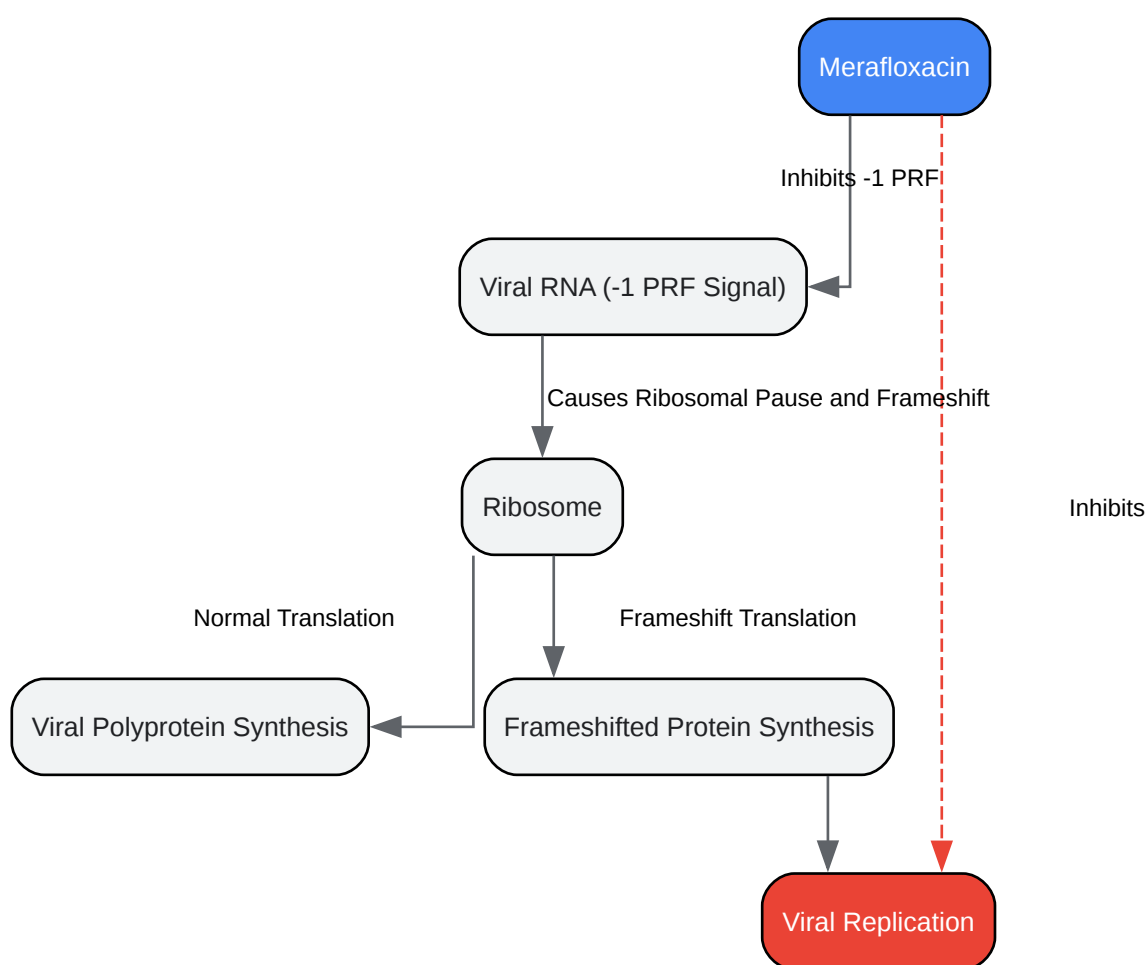 Merafloxacin
Inhibits -1 PRF
Viral RNA (-1 PRF Signal)
Causes Ribosomal Pause and Frameshift
Ribosome
Inhibits
Normal Translation
Frameshift Translation
Viral Polyprotein Synthesis
Frameshifted Protein Synthesis
Viral Replication